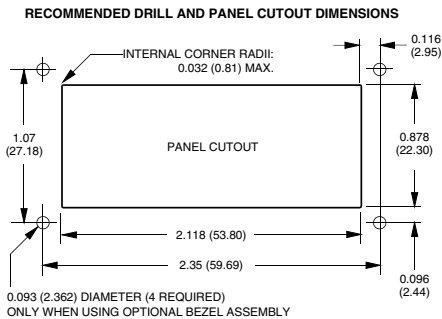 RECOMMENDED DRILL AND PANEL CUTOUT DIMENSIONS
INTERNAL CORNER RADII:
0.032 (0.81) MAX.
0.116
(2.95)
1.07
(27.18)
PANEL CUTOUT
0.878
(22.30)
2.118 (53.80)
2.35 (59.69)
0.096
(2.44)
0.093 (2.362) DIAMETER (4 REQUIRED)
ONLY WHEN USING OPTIONAL BEZEL ASSEMBLY